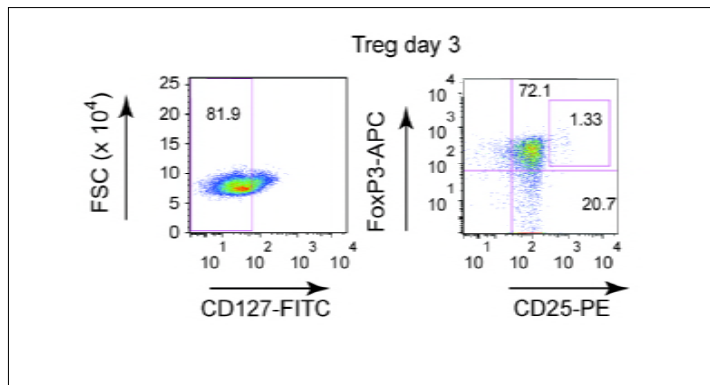 Treg day 3
FSC (x 10⁴)
25
20
15
10
5
0
81.9
10¹ 10² 10³ 10⁴
CD127-FITC
FoxP3-APC
10⁴
10³
10²
10¹
72.1
1.33
20.7
10¹ 10² 10³ 10⁴
CD25-PE